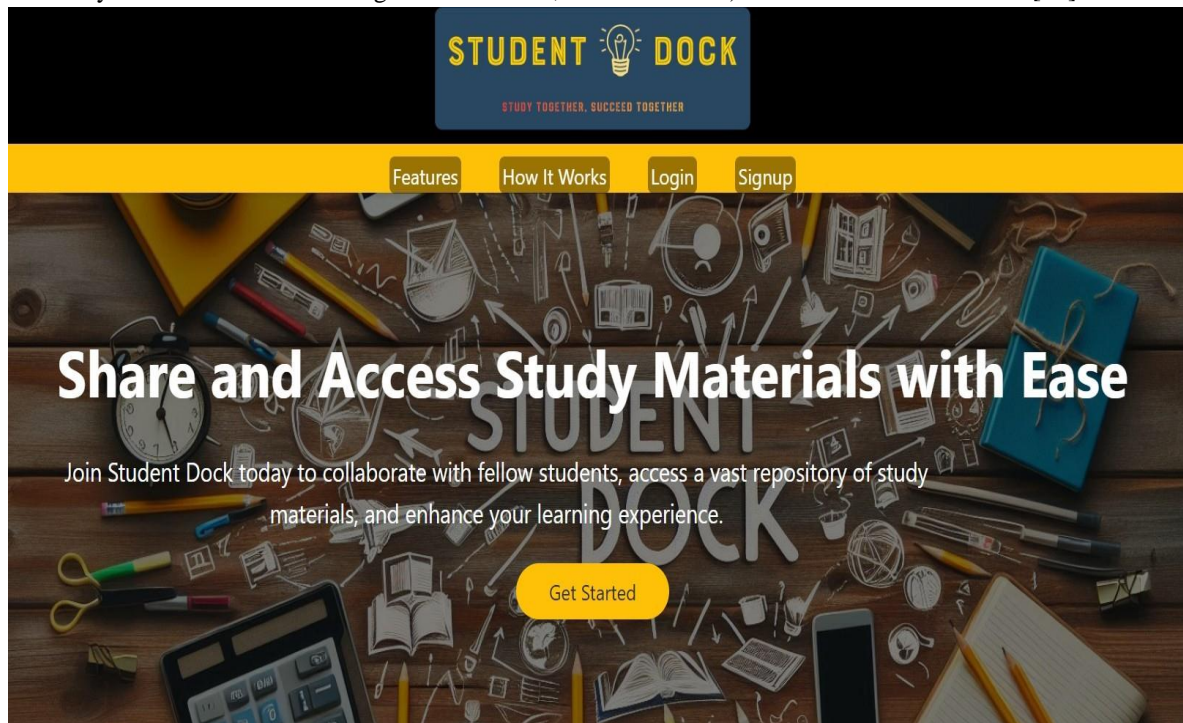 STUDENT DOCK
STUDY TOGETHER, SUCCEED TOGETHER
Features How It Works Login Signup
Share and Access Study Materials with Ease
STUDENT
DOCK
Join Student Dock today to collaborate with fellow students, access a vast repository of study
materials, and enhance your learning experience.
Get Started